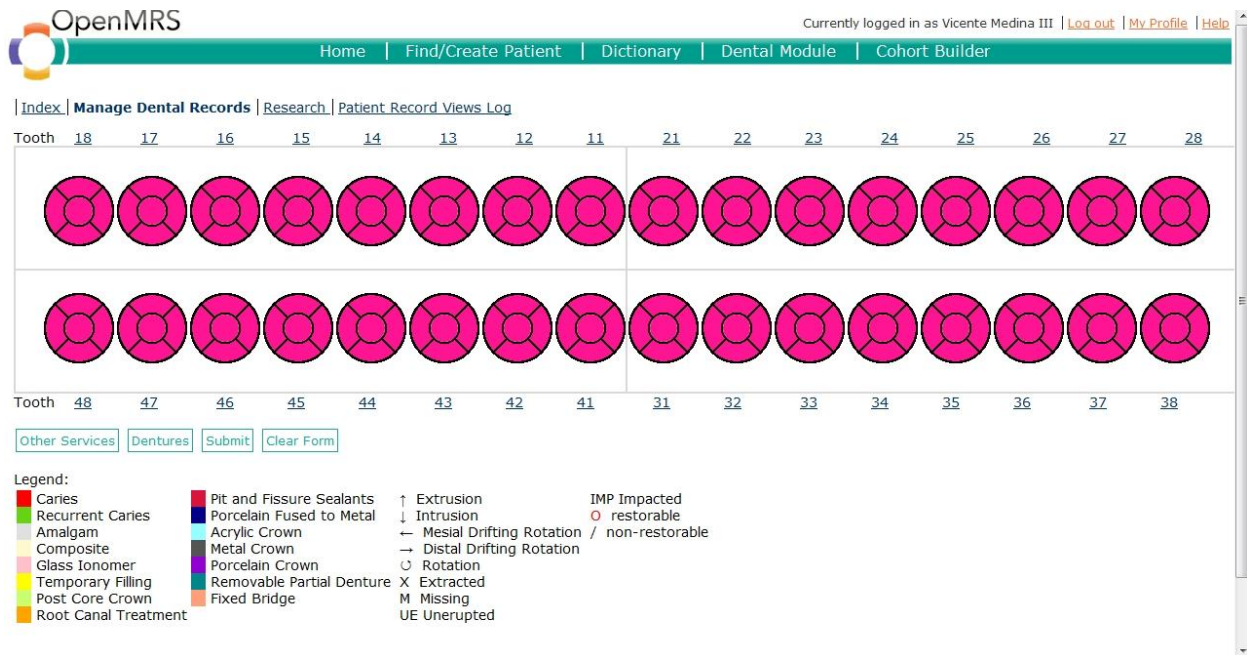 OpenMRS
Currently logged in as Vicente Medina III | Log out | My Profile | Help
Home | Find/Create Patient | Dictionary | Dental Module | Cohort Builder
|Index |Manage Dental Records |Research |Patient Record Views Log
Tooth 18 17 16 15 14 13 12 11 21 22 23 24 25 26 27 28
Tooth 48 47 46 45 44 43 42 41 31 32 33 34 35 36 37 38
Other Services Dentures Submit Clear Form
Legend:
Caries Pit and Fissure Sealants ↑ Extrusion IMP Impacted
Recurrent Caries Porcelain Fused to Metal ↓ Intrusion O restorable
Amalgam Acrylic Crown ← Mesial Drifting Rotation / non-restorable
Composite Metal Crown → Distal Drifting Rotation
Glass Ionomer Porcelain Crown ↻ Rotation
Temporary Filling Removable Partial Denture X Extracted
Post Core Crown Fixed Bridge M Missing
Root Canal Treatment UE Unerupted